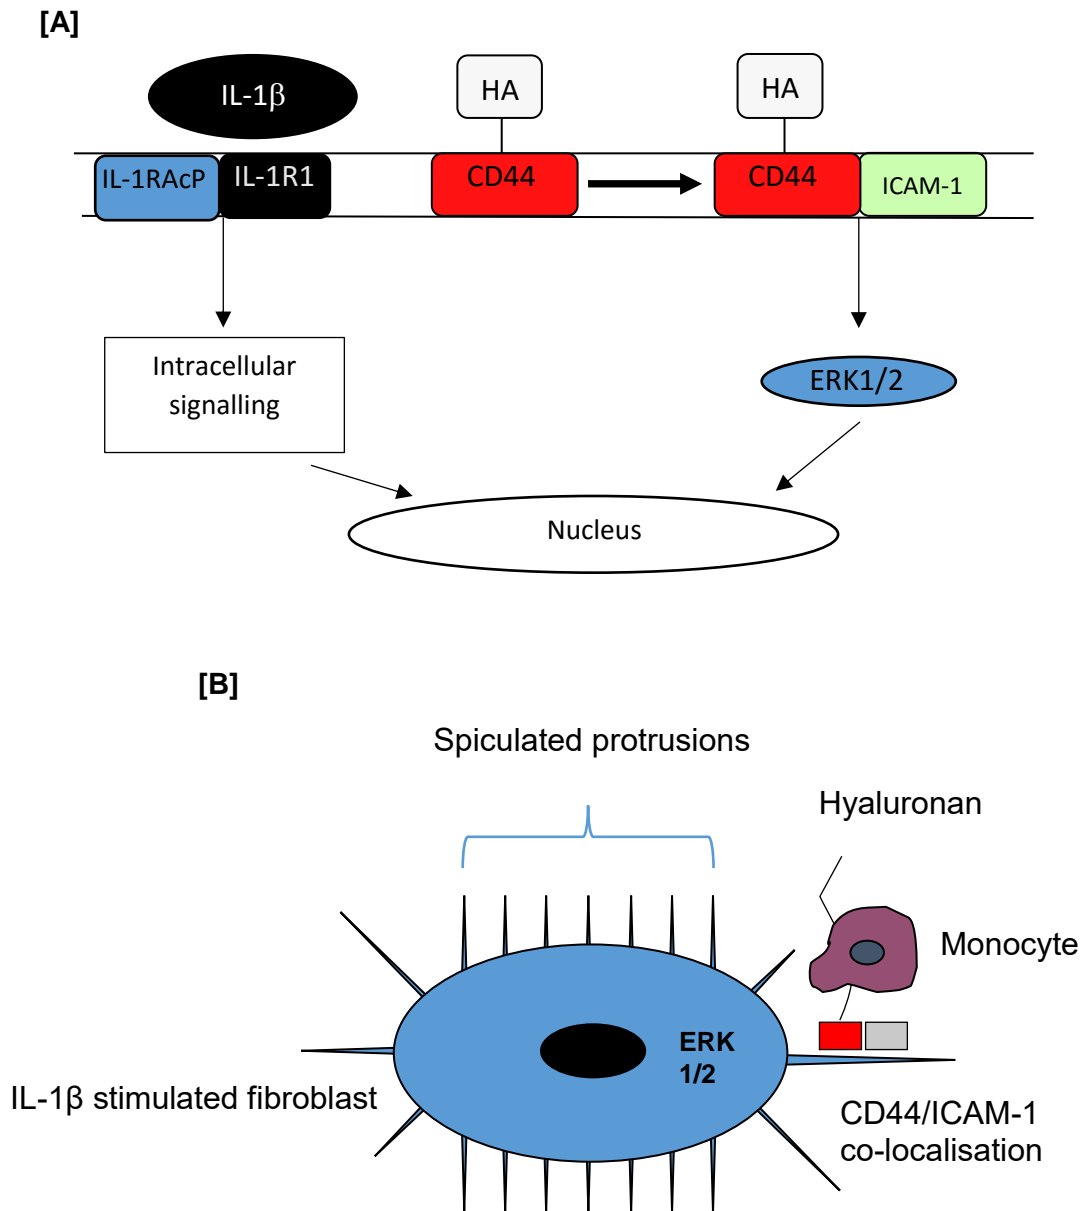 [A]
IL-1β
HA
HA
IL-1RAcP
IL-1R1
CD44
CD44
ICAM-1
Intracellular
signalling
ERK1/2
Nucleus
[B]
Spiculated protrusions
Hyaluronan
Monocyte
ERK
1/2
IL-1β stimulated fibroblast
CD44/ICAM-1
co-localisation